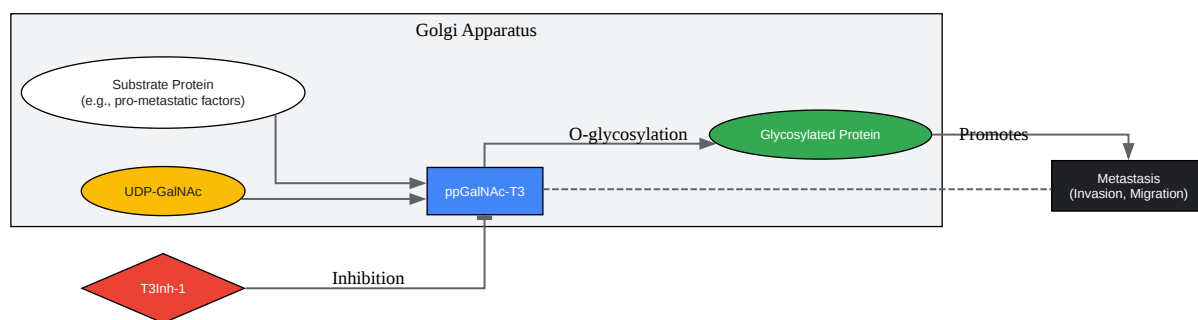 Golgi Apparatus
Substrate Protein
(e.g., pro-metastatic factors)
O-glycosylation
Glycosylated Protein
Promotes
UDP-GalNAc
ppGalNAc-T3
Metastasis
(Invasion, Migration)
T3Inh-1
Inhibition